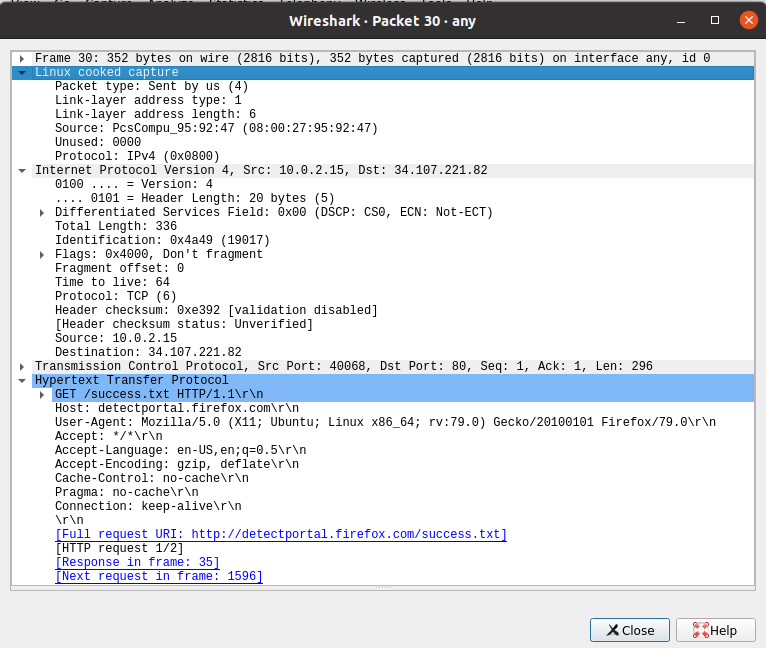 Wireshark · Packet 30 · any
Frame 30: 352 bytes on wire (2816 bits), 352 bytes captured (2816 bits) on interface any, id 0
Linux cooked capture
Packet type: Sent by us (4)
Link-layer address type: 1
Link-layer address length: 6
Source: PcsCompu_95:92:47 (08:00:27:95:92:47)
Unused: 0000
Protocol: IPv4 (0x0800)
Internet Protocol Version 4, Src: 10.0.2.15, Dst: 34.107.221.82
0100 .... = Version: 4
.... 0101 = Header Length: 20 bytes (5)
Differentiated Services Field: 0x00 (DSCP: CS0, ECN: Not-ECT)
Total Length: 336
Identification: 0x4a49 (19017)
Flags: 0x4000, Don't fragment
Fragment offset: 0
Time to live: 64
Protocol: TCP (6)
Header checksum: 0xe392 [validation disabled]
[Header checksum status: Unverified]
Source: 10.0.2.15
Destination: 34.107.221.82
Transmission Control Protocol, Src Port: 40068, Dst Port: 80, Seq: 1, Ack: 1, Len: 296
Hypertext Transfer Protocol
GET /success.txt HTTP/1.1\r\n
Host: detectportal.firefox.com\r\n
User-Agent: Mozilla/5.0 (X11; Ubuntu; Linux x86_64; rv:79.0) Gecko/20100101 Firefox/79.0\r\n
Accept: */*\r\n
Accept-Language: en-US,en;q=0.5\r\n
Accept-Encoding: gzip, deflate\r\n
Cache-Control: no-cache\r\n
Pragma: no-cache\r\n
Connection: keep-alive\r\n
\r\n
[Full request URI: http://detectportal.firefox.com/success.txt]
[HTTP request 1/2]
[Response in frame: 35]
[Next request in frame: 1596]
Close
Help